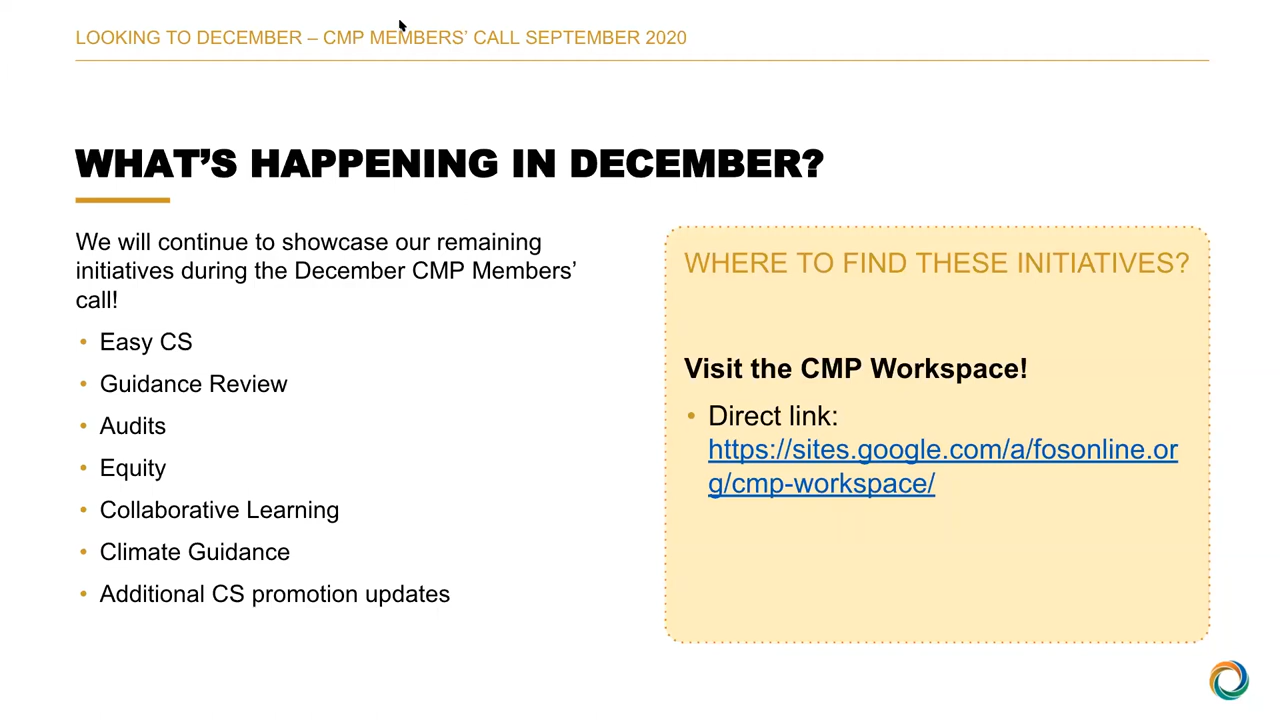 LOOKING TO DECEMBER – CMP MEMBERS’ CALL SEPTEMBER 2020
WHAT’S HAPPENING IN DECEMBER?
We will continue to showcase our remaining
initiatives during the December CMP Members’
call!
• Easy CS
• Guidance Review
• Audits
• Equity
• Collaborative Learning
• Climate Guidance
• Additional CS promotion updates
WHERE TO FIND THESE INITIATIVES?
Visit the CMP Workspace!
• Direct link:
https://sites.google.com/a/fosonline.or
g/cmp-workspace/